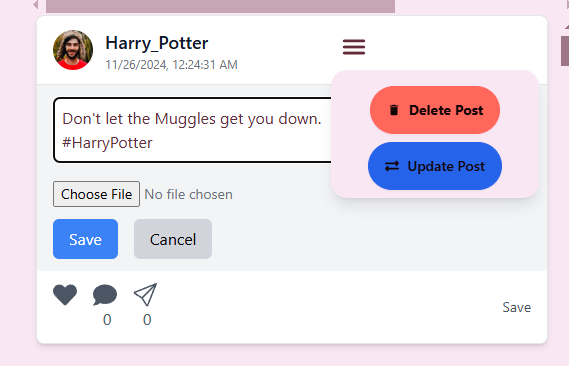 Harry_Potter
11/26/2024, 12:24:31 AM
Delete Post
Update Post
Don't let the Muggles get you down.
#HarryPotter
Choose File No file chosen
Save Cancel
0 0
Save